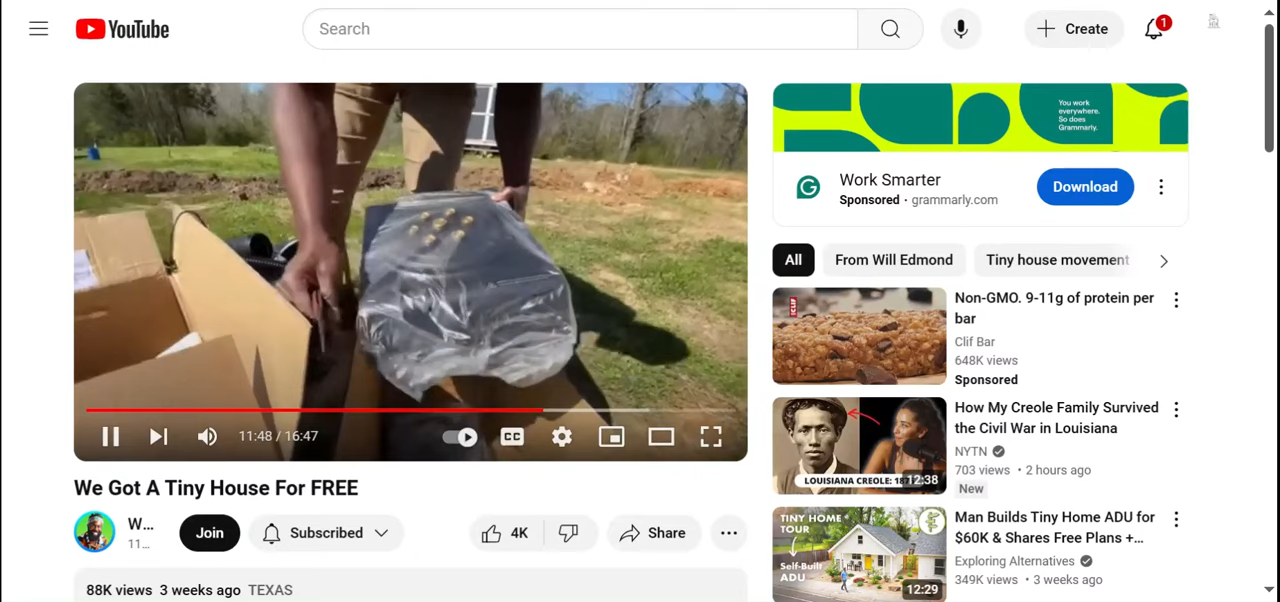 YouTube
Search
Create
1
You work
everywhere.
So does
Grammarly.
Work Smarter
Sponsored · grammarly.com
Download
All
From Will Edmond
Tiny house movement
CLIF
Non-GMO. 9-11g of protein per
bar
Clif Bar
648K views
Sponsored
How My Creole Family Survived
the Civil War in Louisiana
NYTN
703 views • 2 hours ago
New
12:38
TINY HOME
TOUR
Self-Built
ADU
12:29
Man Builds Tiny Home ADU for
$60K & Shares Free Plans +…
Exploring Alternatives
349K views • 3 weeks ago
11:48 / 16:47
CC
We Got A Tiny House For FREE
W…
11…
Join
Subscribed
4K
Share
88K views 3 weeks ago TEXAS